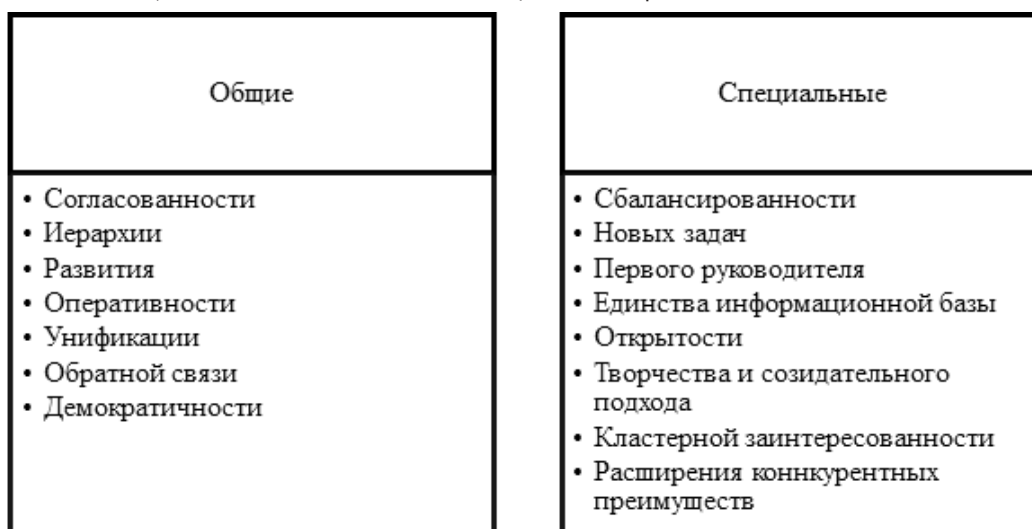 Общие
• Согласованности
• Иерархии
• Развития
• Оперативности
• Унификации
• Обратной связи
• Демократичности
Специальные
• Сбалансированности
• Новых задач
• Первого руководителя
• Единства информационной базы
• Открытости
• Творчества и созидательного
подхода
• Кластерной заинтересованности
• Расширения коннкурентных
преимуществ